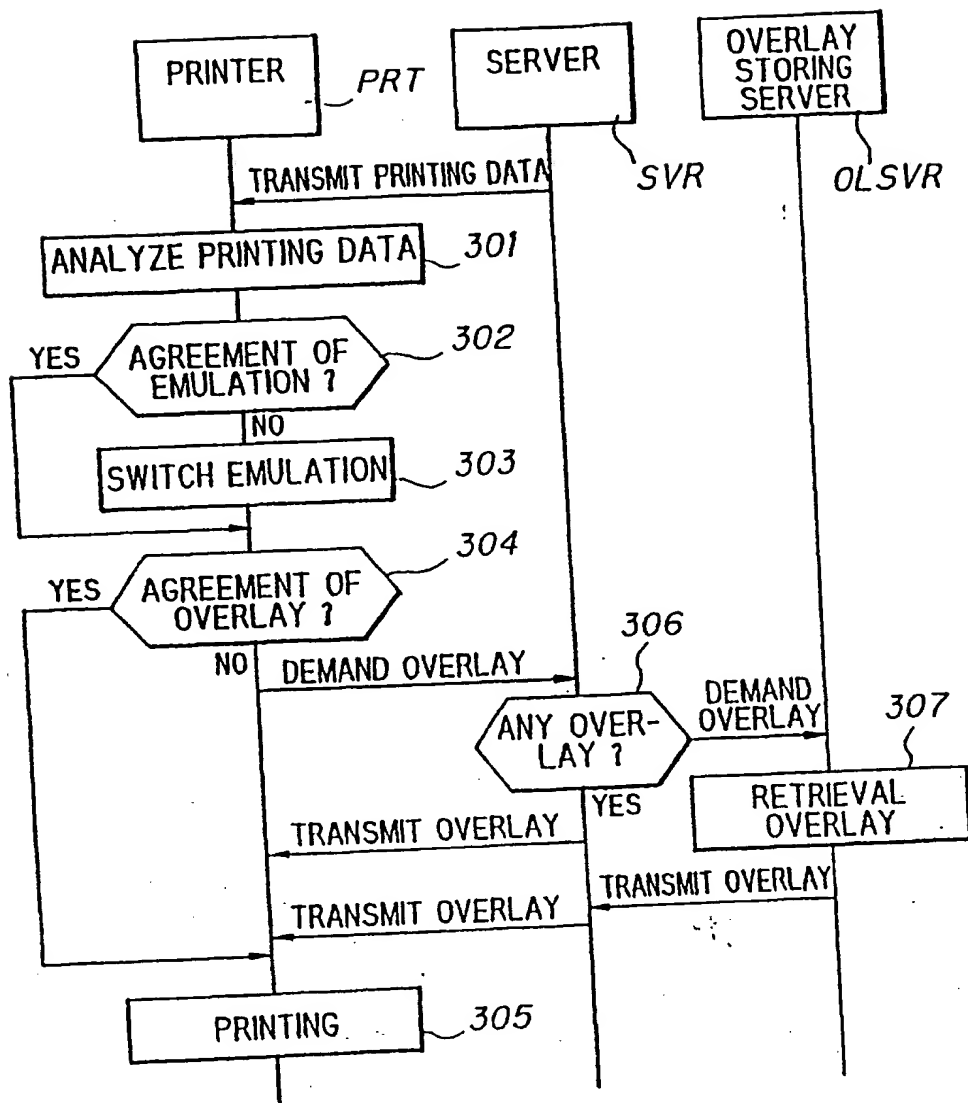 PRINTER
PRT
SERVER
SVR
OVERLAY
STORING
SERVER
OLSVR
TRANSMIT PRINTING DATA
ANALYZE PRINTING DATA
301
YES
AGREEMENT OF
EMULATION ?
302
NO
SWITCH EMULATION
303
YES
AGREEMENT OF
OVERLAY ?
304
NO
DEMAND OVERLAY
306
ANY OVER-
LAY ?
DEMAND
OVERLAY
307
YES
RETRIEVAL
OVERLAY
TRANSMIT OVERLAY
TRANSMIT OVERLAY
TRANSMIT OVERLAY
PRINTING
305